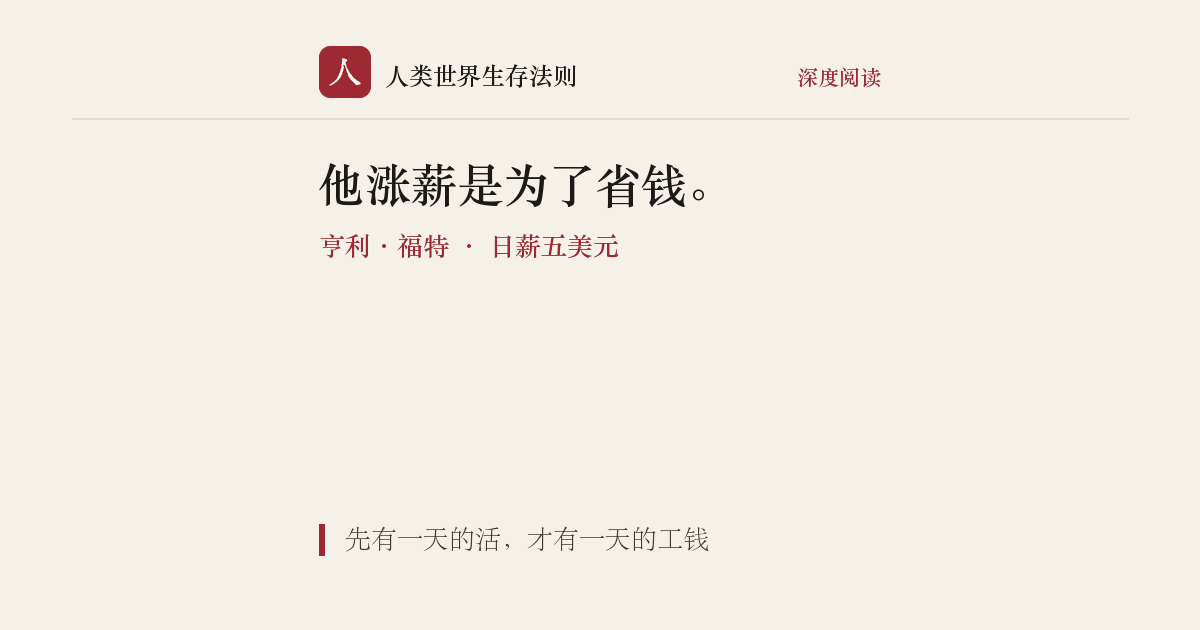 人 人类世界生存法则 深度阅读
他涨薪是为了省钱。
亨利·福特 · 日薪五美元
先有一天的活，才有一天的工钱